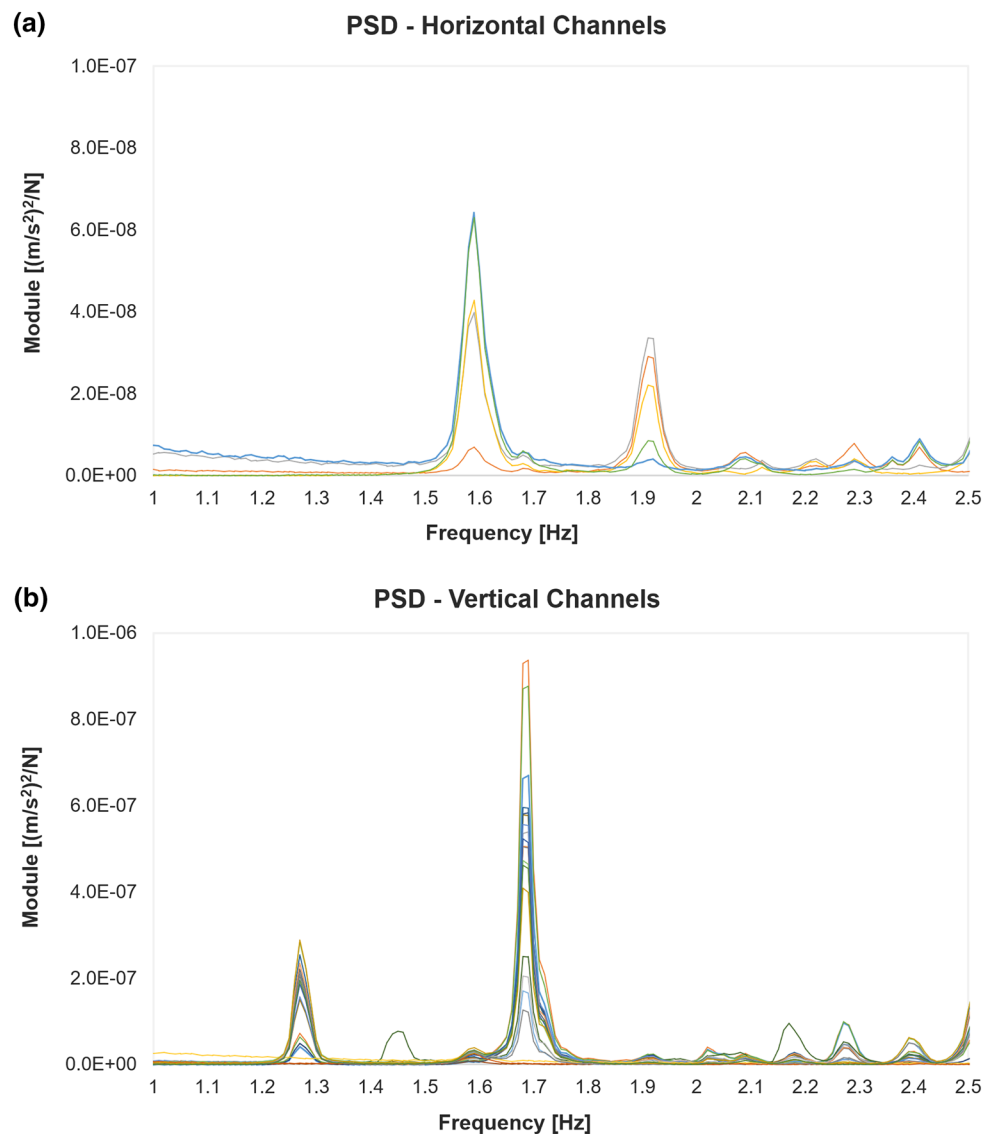 (a)
PSD - Horizontal Channels
1.0E-07
8.0E-08
6.0E-08
4.0E-08
2.0E-08
0.0E+00
Module [(m/s²)²/N]
1 1.1 1.2 1.3 1.4 1.5 1.6 1.7 1.8 1.9 2 2.1 2.2 2.3 2.4 2.5
Frequency [Hz]
(b)
PSD - Vertical Channels
1.0E-06
8.0E-07
6.0E-07
4.0E-07
2.0E-07
0.0E+00
Module [(m/s²)²/N]
1 1.1 1.2 1.3 1.4 1.5 1.6 1.7 1.8 1.9 2 2.1 2.2 2.3 2.4 2.5
Frequency [Hz]